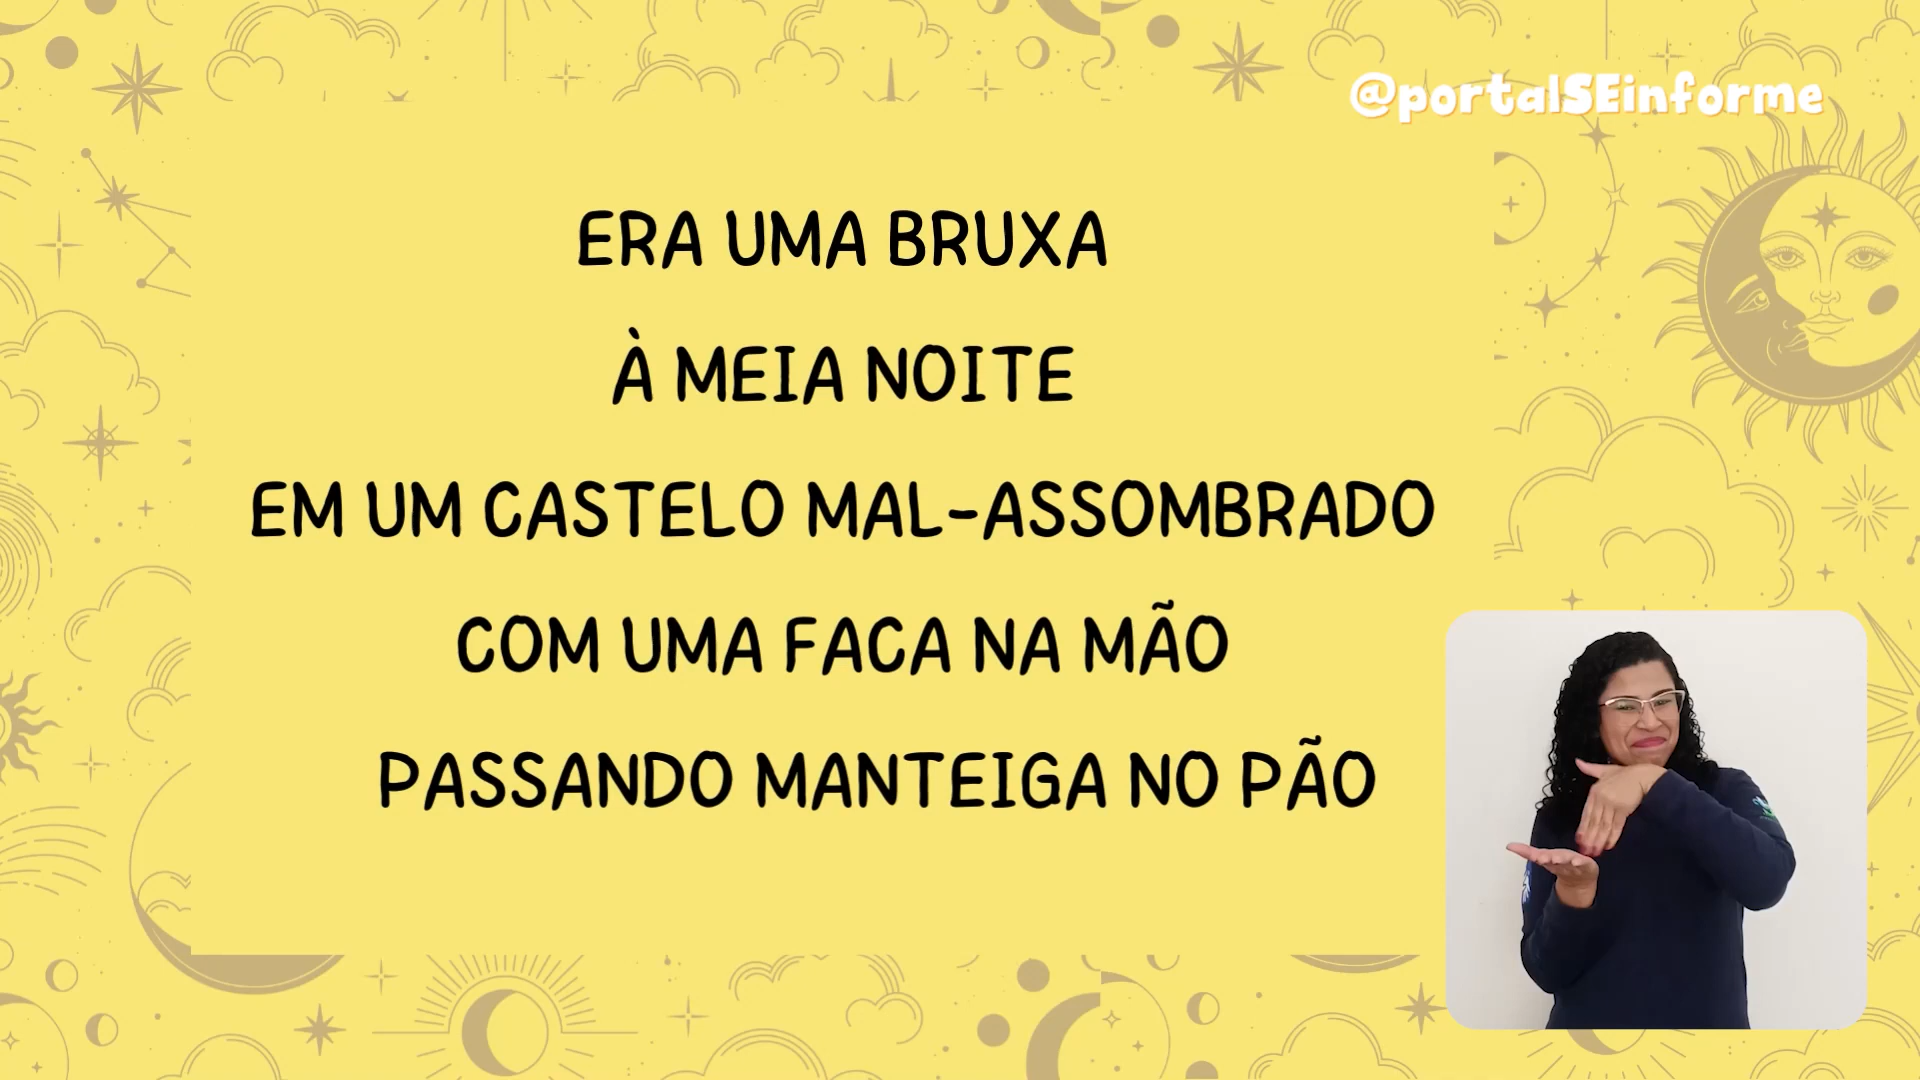 @portalSEinforme
ERA UMA BRUXA
À MEIA NOITE
EM UM CASTELO MAL-ASSOMBRADO
COM UMA FACA NA MÃO
PASSANDO MANTEIGA NO PÃO